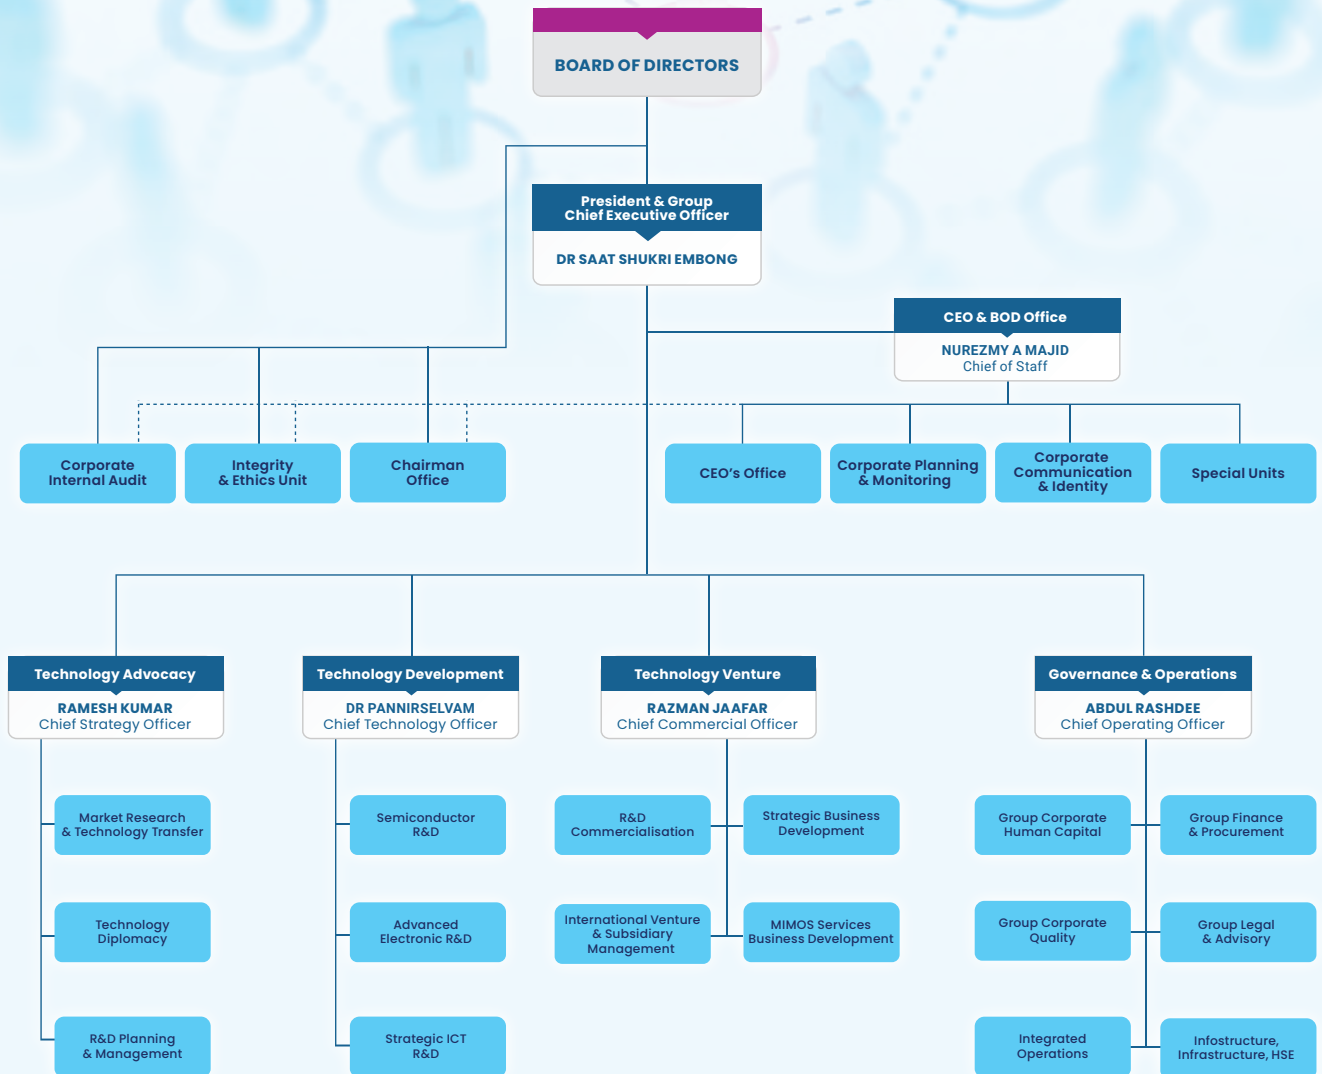 BOARD OF DIRECTORS
President & Group
Chief Executive Officer
DR SAAT SHUKRI EMBONG
CEO & BOD Office
NUREZMY A MAJID
Chief of Staff
Corporate
Internal Audit
Integrity
& Ethics Unit
Chairman
Office
CEO’s Office
Corporate Planning
& Monitoring
Corporate
Communication
& Identity
Special Units
Technology Advocacy
RAMESH KUMAR
Chief Strategy Officer
Technology Development
DR PANNIRSELVAM
Chief Technology Officer
Technology Venture
RAZMAN JAAFAR
Chief Commercial Officer
Governance & Operations
ABDUL RASHDEE
Chief Operating Officer
Market Research
& Technology Transfer
Semiconductor
R&D
R&D
Commercialisation
Strategic Business
Development
Group Corporate
Human Capital
Group Finance
& Procurement
Technology
Diplomacy
Advanced
Electronic R&D
International Venture
& Subsidiary
Management
MIMOS Services
Business Development
Group Corporate
Quality
Group Legal
& Advisory
R&D Planning
& Management
Strategic ICT
R&D
Integrated
Operations
Infostructure,
Infrastructure, HSE